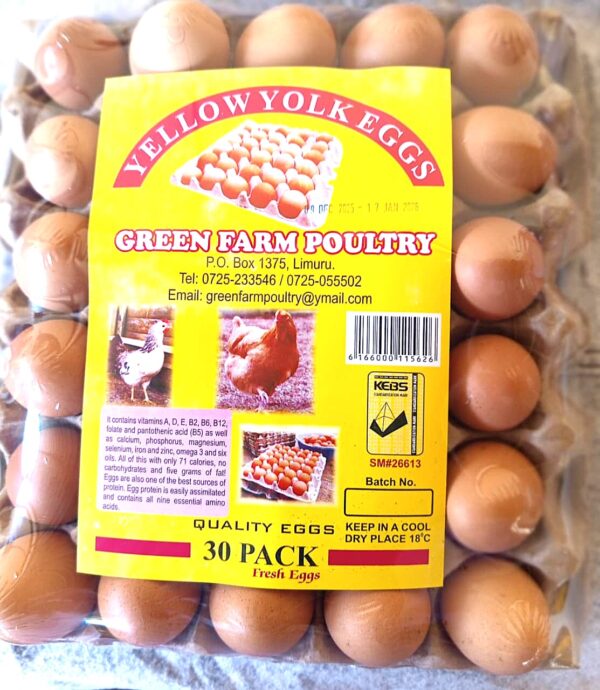 YELLOW YOLK EGGS
09 DEC 2025 - 17 JAN 2026
GREEN FARM POULTRY
P.O. Box 1375, Limuru.
Tel: 0725-233546 / 0725-055502
Email: greenfarmpoultry@ymail.com
6 166000 115626
KEBS
STANDARDIZATION MARK
SM#26613
Batch No.
It contains vitamins A, D, E, B2, B6, B12,
folate and pantothenic acid (B5) as well
as calcium, phosphorus, magnesium,
selenium, iron and zinc, omega 3 and six
oils. All of this with only 71 calories, no
carbohydrates and five grams of fat!
Eggs are also one of the best sources of
protein. Egg protein is easily assimilated
and contains all nine essential amino
acids
QUALITY EGGS
KEEP IN A COOL
DRY PLACE 18°C
30 PACK
Fresh Eggs